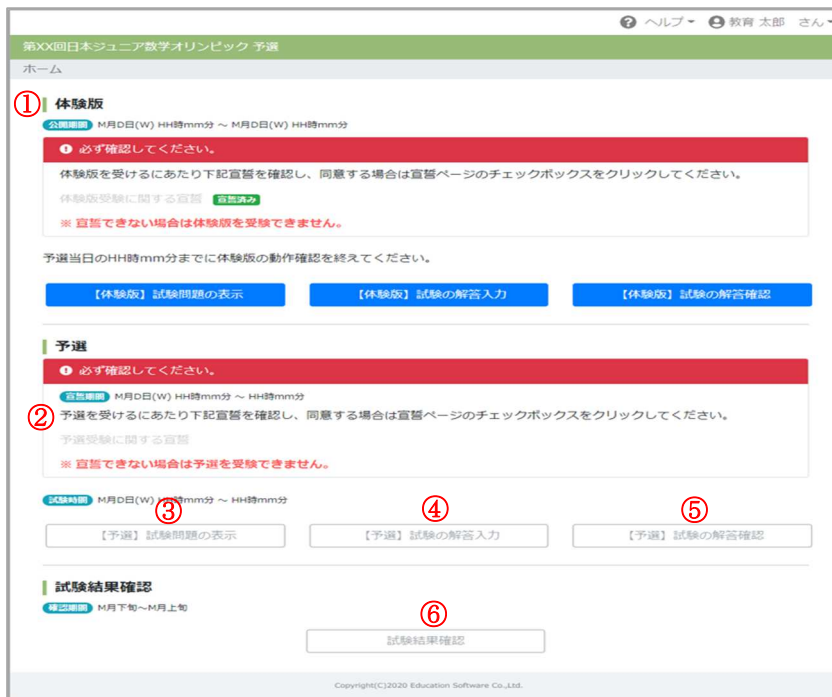 ヘルプ 教育 太郎 さん
第XX回日本ジュニア数学オリンピック 予選
ホーム
① 体験版
公開期間 M月D日(W) HH時mm分 ～ M月D日(W) HH時mm分
必ず確認してください。
体験版を受けるにあたり下記宣誓を確認し、同意する場合は宣誓ページのチェックボックスをクリックしてください。
体験版受験に関する宣誓 宣誓済み
※ 宣誓できない場合は体験版を受験できません。
予選当日のHH時mm分までに体験版の動作確認を終えてください。
【体験版】試験問題の表示 【体験版】試験の解答入力 【体験版】試験の解答確認
予選
必ず確認してください。
宣誓期間 M月D日(W) HH時mm分 ～ HH時mm分
② 予選を受けるにあたり下記宣誓を確認し、同意する場合は宣誓ページのチェックボックスをクリックしてください。
予選受験に関する宣誓
※ 宣誓できない場合は予選を受験できません。
試験時間 M月D日(W) HH時mm分 ～ HH時mm分
③ ④ ⑤
【予選】試験問題の表示 【予選】試験の解答入力 【予選】試験の解答確認
試験結果確認
確認期間 M月下旬～M月上旬
⑥
試験結果確認
Copyright(C)2020 Education Software Co.,Ltd.